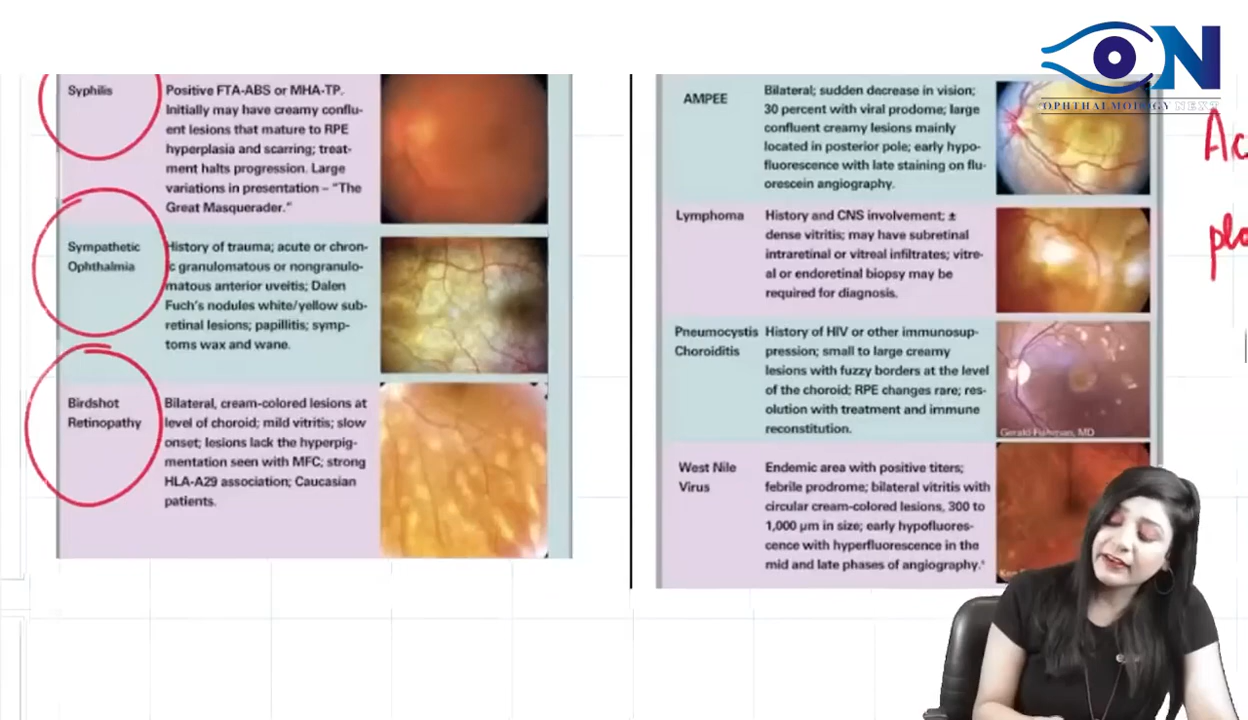 ON
OPHTHALMOLOGY NEXT
Syphilis
Positive FTA-ABS or MHA-TP.
Initially may have creamy conflu-
ent lesions that mature to RPE
hyperplasia and scarring; treat-
ment halts progression. Large
variations in presentation – "The
Great Masquerader."
Sympathetic
Ophthalmia
History of trauma; acute or chron-
ic granulomatous or nongranulo-
matous anterior uveitis; Dalen
Fuch's nodules white/yellow sub-
retinal lesions; papillitis; symp-
toms wax and wane.
Birdshot
Retinopathy
Bilateral, cream-colored lesions at
level of choroid; mild vitritis; slow
onset; lesions lack the hyperpig-
mentation seen with MFC; strong
HLA-A29 association; Caucasian
patients.
AMPEE
Bilateral; sudden decrease in vision;
30 percent with viral prodome; large
confluent creamy lesions mainly
located in posterior pole; early hypo-
fluorescence with late staining on flu-
orescein angiography.
Lymphoma
History and CNS involvement; ±
dense vitritis; may have subretinal
intraretinal or vitreal infiltrates; vitre-
al or endoretinal biopsy may be
required for diagnosis.
Pneumocystis
Choroiditis
History of HIV or other immunosup-
pression; small to large creamy
lesions with fuzzy borders at the level
of the choroid; RPE changes rare; res-
olution with treatment and immune
reconstitution.
Gerald Fishman, MD
West Nile
Virus
Endemic area with positive titers;
febrile prodrome; bilateral vitritis with
circular cream-colored lesions, 300 to
1,000 µm in size; early hypofluores-
cence with hyperfluorescence in the
mid and late phases of angiography.
Ac
pla